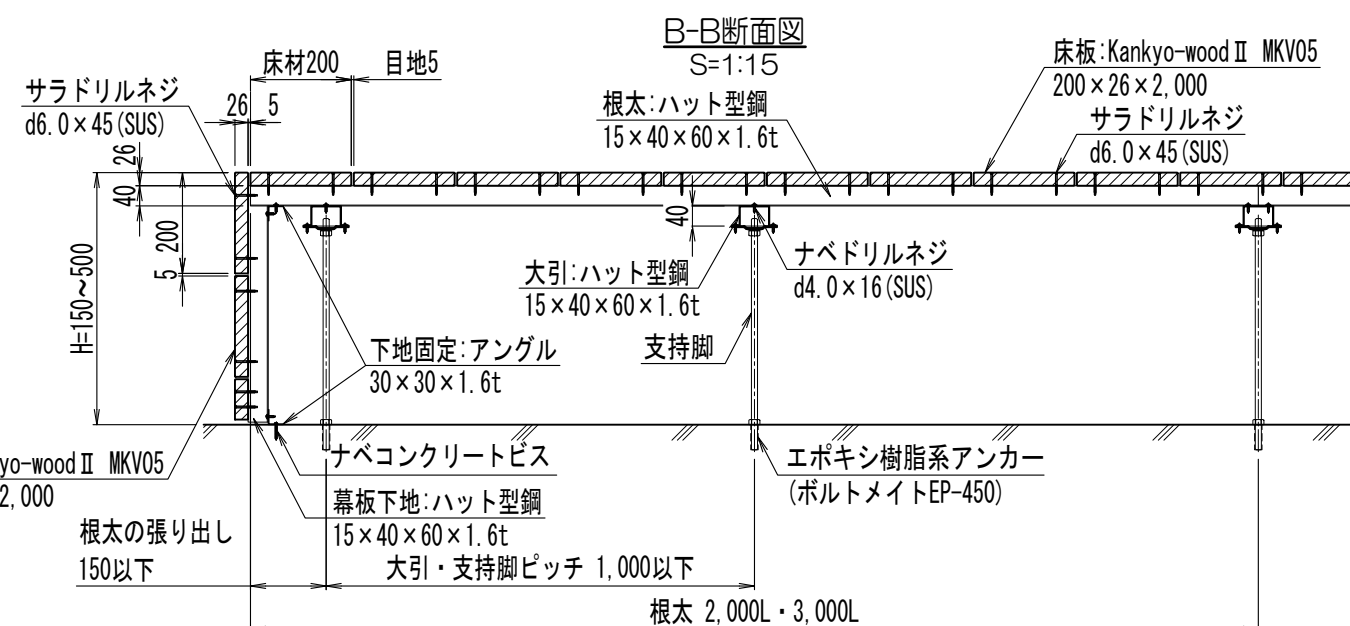 B-B断面図
S=1:15
床材200
目地5
床板:Kankyo-woodⅡ MKV05
200×26×2,000
サラドリルネジ
d6.0×45(SUS)
26
5
根太:ハット型鋼
15×40×60×1.6t
サラドリルネジ
d6.0×45(SUS)
26
40
200
5
H=150~500
40
大引:ハット型鋼
15×40×60×1.6t
ナベドリルネジ
d4.0×16(SUS)
下地固定:アングル
30×30×1.6t
支持脚
yo-woodⅡ MKV05
2,000
ナベコンクリートビス
エポキシ樹脂系アンカー
(ボルトメイトEP-450)
幕板下地:ハット型鋼
15×40×60×1.6t
根太の張り出し
150以下
大引・支持脚ピッチ 1,000以下
根太 2,000L・3,000L